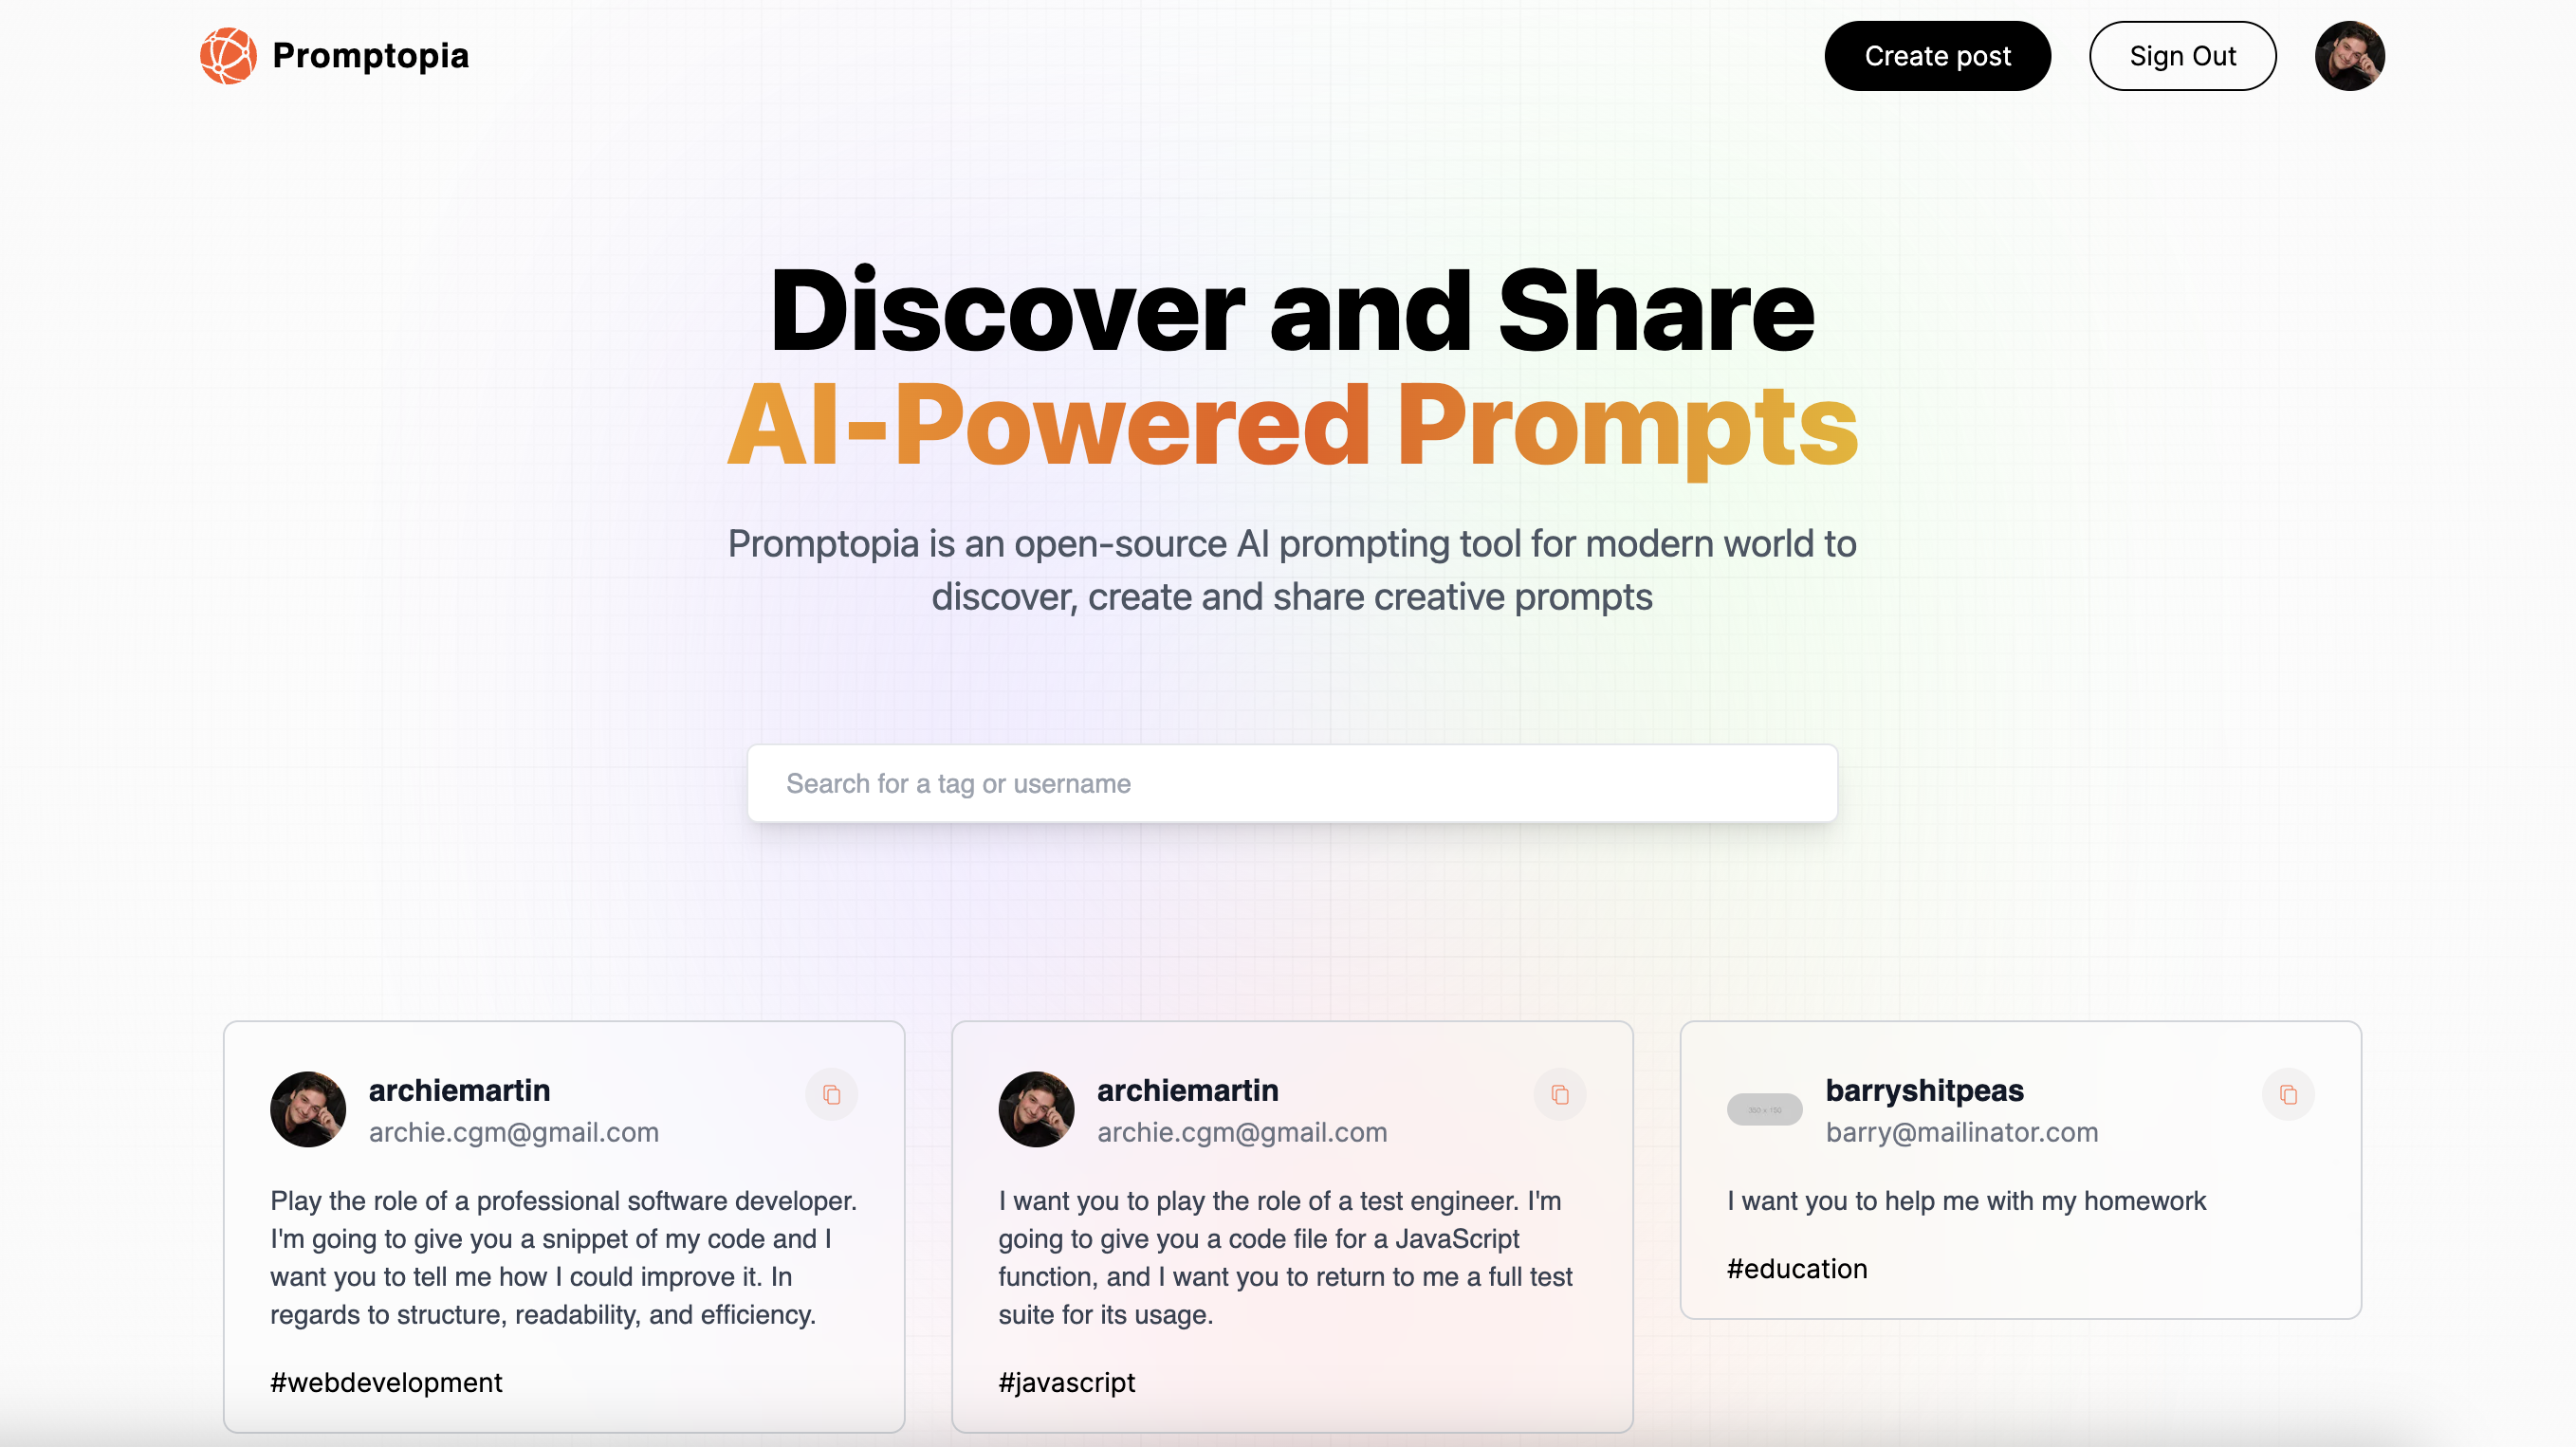 Promptopia
Create post
Sign Out
Discover and Share
AI-Powered Prompts
Promptopia is an open-source AI prompting tool for modern world to
discover, create and share creative prompts
Search for a tag or username
archiemartin
archie.cgm@gmail.com
Play the role of a professional software developer.
I'm going to give you a snippet of my code and I
want you to tell me how I could improve it. In
regards to structure, readability, and efficiency.
#webdevelopment
archiemartin
archie.cgm@gmail.com
I want you to play the role of a test engineer. I'm
going to give you a code file for a JavaScript
function, and I want you to return to me a full test
suite for its usage.
#javascript
barryshitpeas
barry@mailinator.com
I want you to help me with my homework
#education